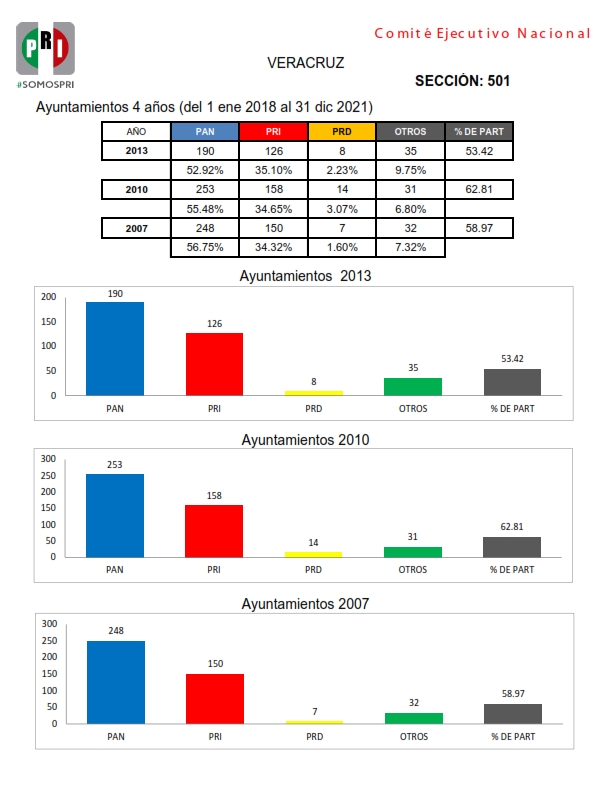 Comité Ejecutivo Nacional
PRI
#SOMOSPRI
VERACRUZ
SECCIÓN: 501
Ayuntamientos 4 años (del 1 ene 2018 al 31 dic 2021)
AÑO PAN PRI PRD OTROS % DE PART
2013 190 126 8 35 53.42
52.92% 35.10% 2.23% 9.75%
2010 253 158 14 31 62.81
55.48% 34.65% 3.07% 6.80%
2007 248 150 7 32 58.97
56.75% 34.32% 1.60% 7.32%
Ayuntamientos 2013
200
150
100
50
0
190 126 8 35 53.42
PAN PRI PRD OTROS % DE PART
Ayuntamientos 2010
300
250
200
150
100
50
0
253 158 14 31 62.81
PAN PRI PRD OTROS % DE PART
Ayuntamientos 2007
300
250
200
150
100
50
0
248 150 7 32 58.97
PAN PRI PRD OTROS % DE PART